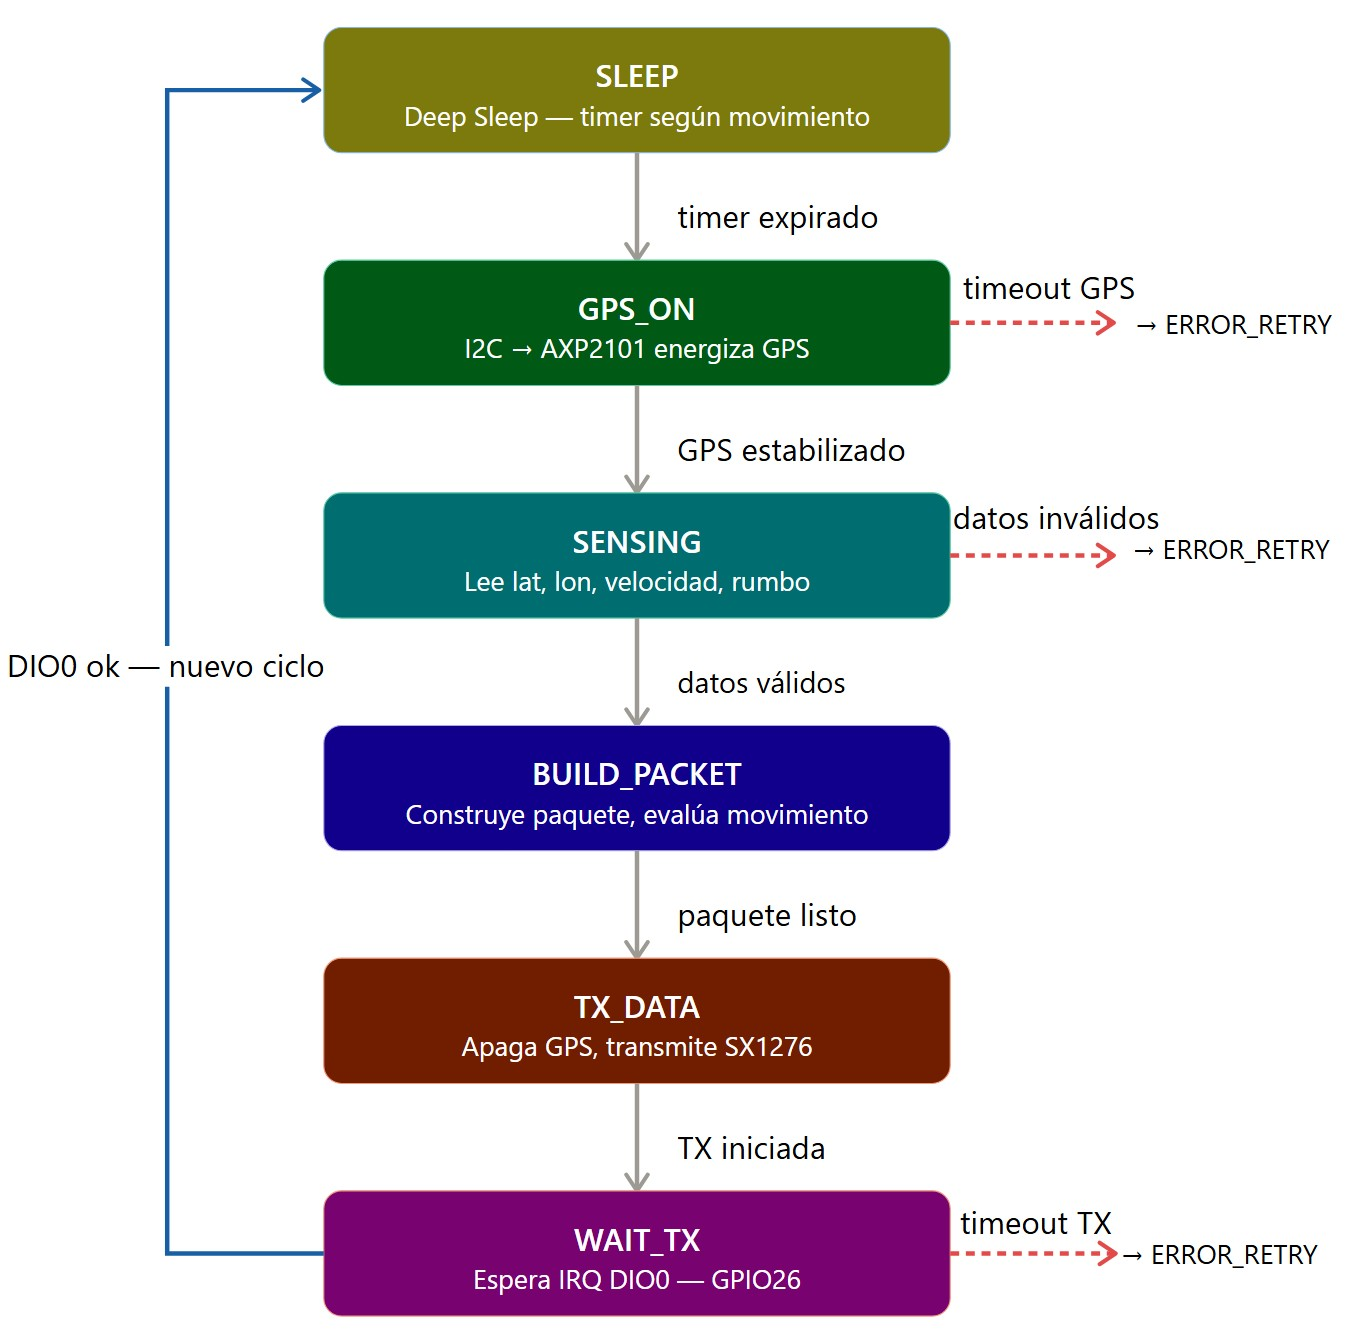 SLEEP
Deep Sleep — timer según movimiento
timer expirado
GPS_ON
I2C → AXP2101 energiza GPS
timeout GPS
→ ERROR_RETRY
GPS estabilizado
SENSING
Lee lat, lon, velocidad, rumbo
datos inválidos
→ ERROR_RETRY
DIO0 ok — nuevo ciclo
datos válidos
BUILD_PACKET
Construye paquete, evalúa movimiento
paquete listo
TX_DATA
Apaga GPS, transmite SX1276
TX iniciada
WAIT_TX
Espera IRQ DIO0 — GPIO26
timeout TX
→ ERROR_RETRY